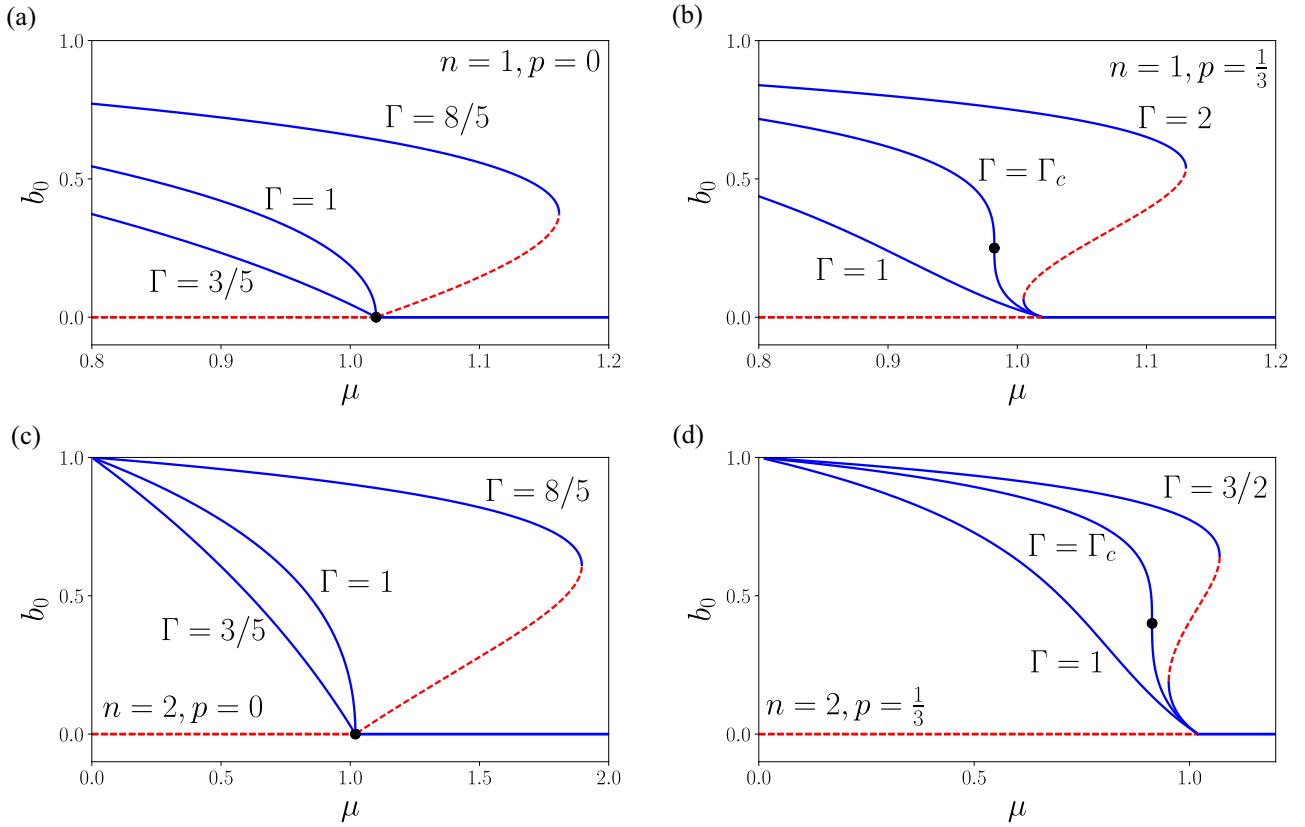 (a)
1.0
0.5
0.0
b₀
n = 1, p = 0
Γ = 8/5
Γ = 1
Γ = 3/5
0.8 0.9 1.0 1.1 1.2
μ
(b)
1.0
0.5
0.0
b₀
n = 1, p = 1/3
Γ = 2
Γ = Γ_c
Γ = 1
0.8 0.9 1.0 1.1 1.2
μ
(c)
1.0
0.5
0.0
b₀
Γ = 8/5
Γ = 1
Γ = 3/5
n = 2, p = 0
0.0 0.5 1.0 1.5 2.0
μ
(d)
1.0
0.5
0.0
b₀
Γ = 3/2
Γ = Γ_c
Γ = 1
n = 2, p = 1/3
0.0 0.5 1.0
μ